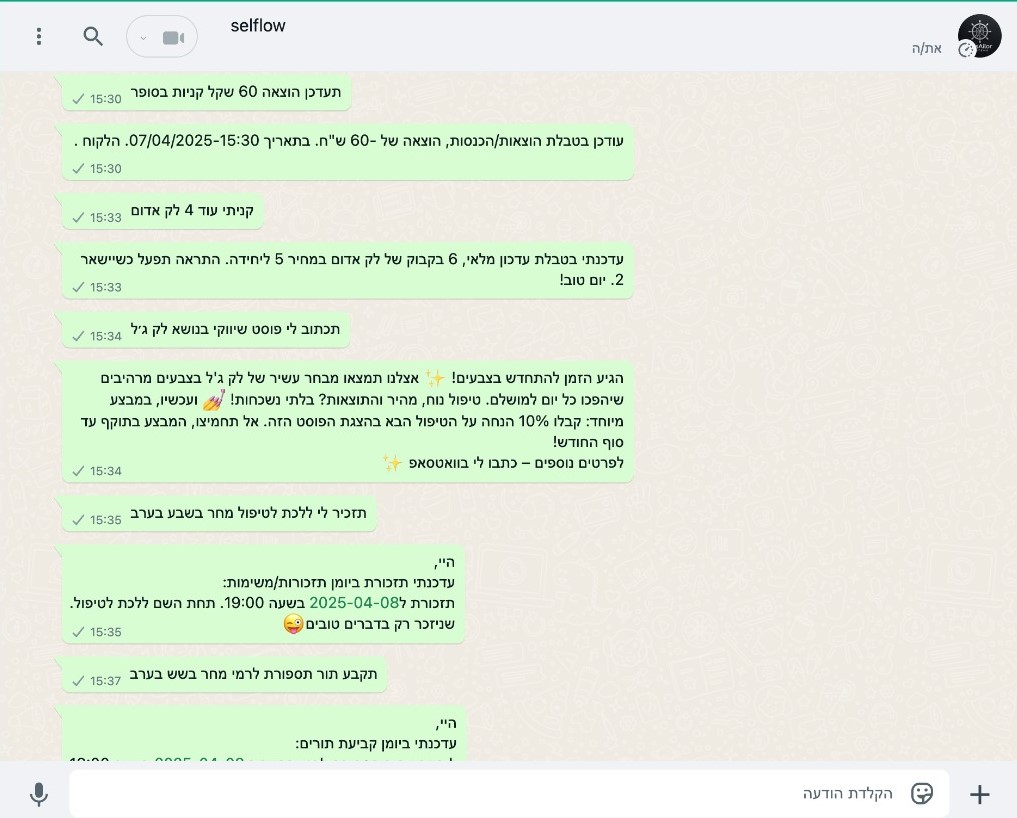 selflow
את/ה
תעדכן הוצאה 60 שקל קניות בסופר
15:30
עודכן בטבלת הוצאות/הכנסות, הוצאה של -60 ש"ח. בתאריך 07/04/2025-15:30. הלקוח .
15:30
קניתי עוד 4 לק אדום
15:33
עדכנתי בטבלת עדכון מלאי, 6 בקבוק של לק אדום במחיר 5 ליחידה. התראה תפעל כשיישאר
2. יום טוב!
15:33
תכתוב לי פוסט שיווקי בנושא לק ג׳ל
15:34
הגיע הזמן להתחדש בצבעים! ✨ אצלנו תמצאו מבחר עשיר של לק ג'ל בצבעים מרהיבים
שיהפכו כל יום למושלם. טיפול נוח, מהיר והתוצאות? בלתי נשכחות! 💅 ועכשיו, במבצע
מיוחד: קבלו 10% הנחה על הטיפול הבא בהצגת הפוסט הזה. אל תחמיצו, המבצע בתוקף עד
סוף החודש!
לפרטים נוספים – כתבו לי בוואטסאפ ✨
15:34
תזכיר לי ללכת לטיפול מחר בשבע בערב
15:35
היי,
עדכנתי תזכורת ביומן תזכורות/משימות:
תזכורת ל2025-04-08 בשעה 19:00. תחת השם ללכת לטיפול.
שניזכר רק בדברים טובים😜
15:35
תקבע תור תספורת לרמי מחר בשש בערב
15:37
היי,
עדכנתי ביומן קביעת תורים:
הקלדת הודעה